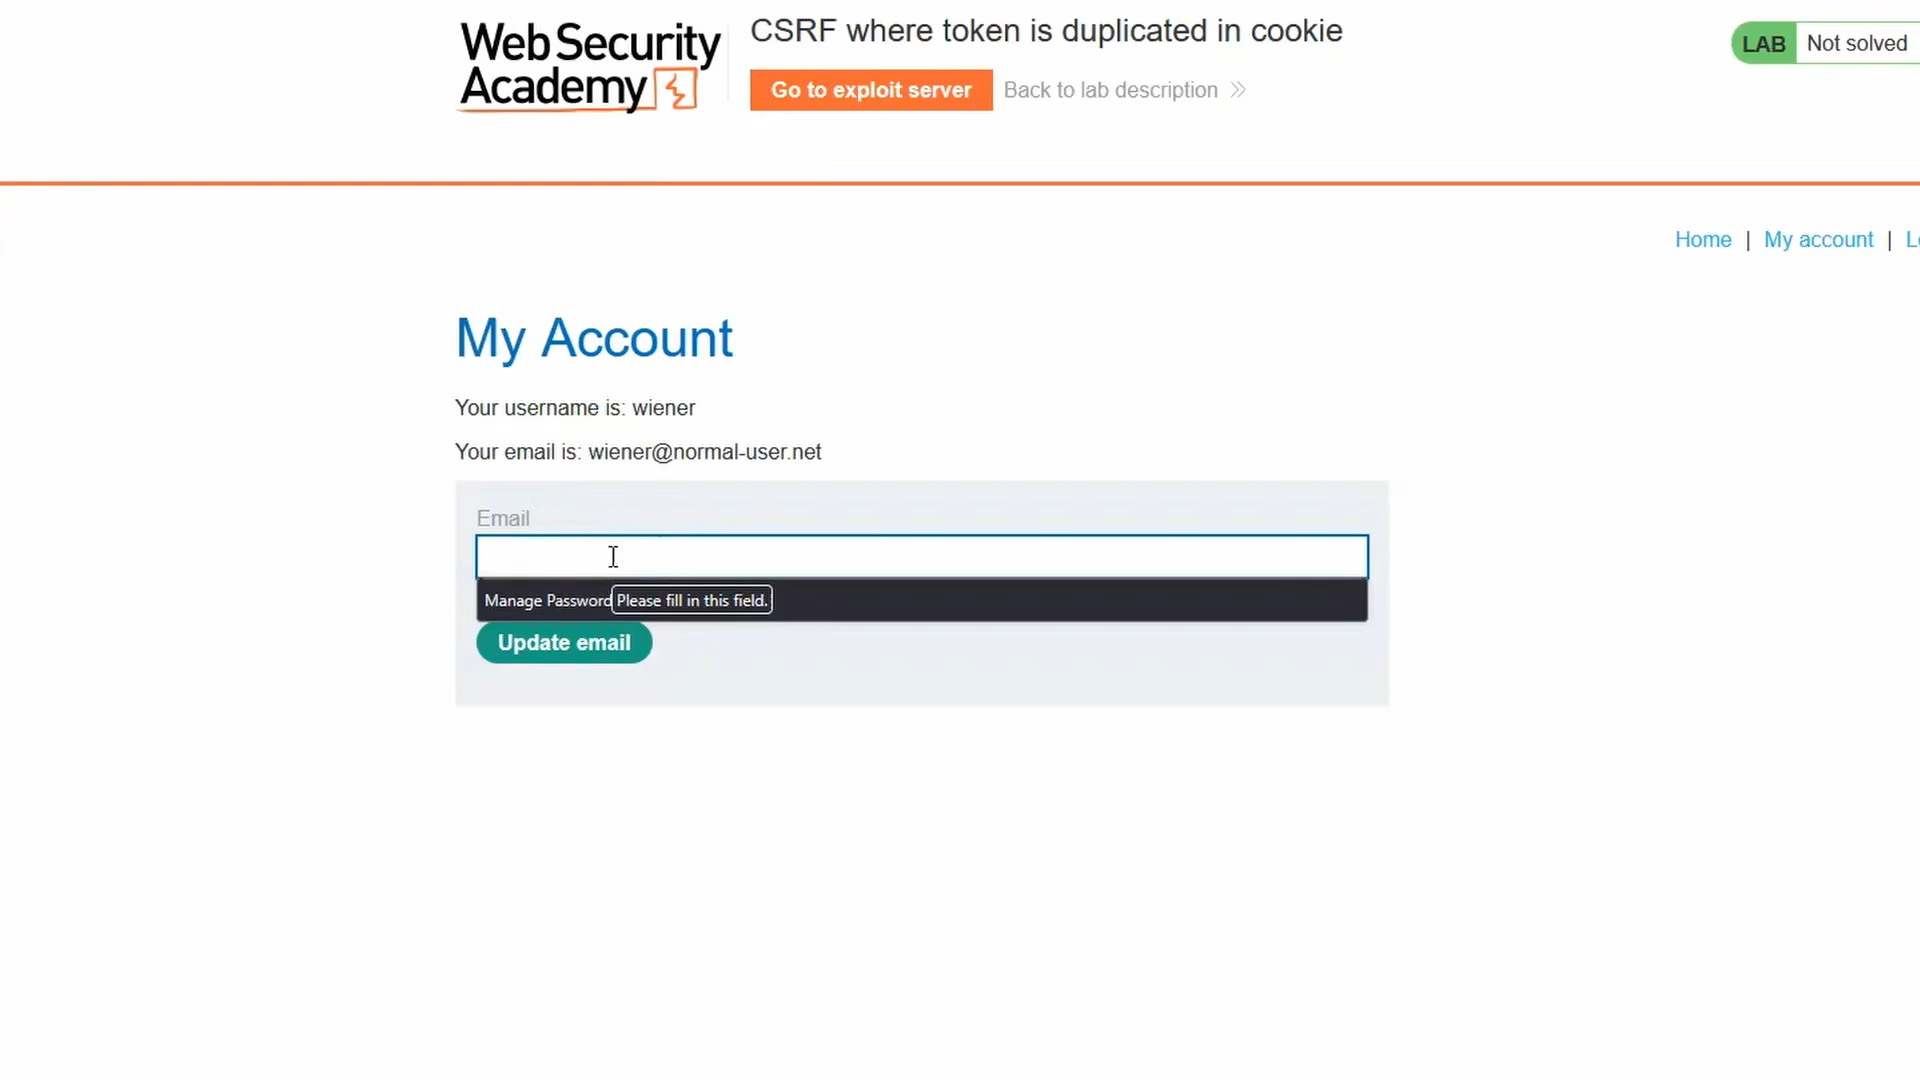 Web Security
Academy
CSRF where token is duplicated in cookie
Go to exploit server
Back to lab description
LAB
Not solved
Home | My account |
My Account
Your username is: wiener
Your email is: wiener@normal-user.net
Email
Manage Password
Please fill in this field.
Update email